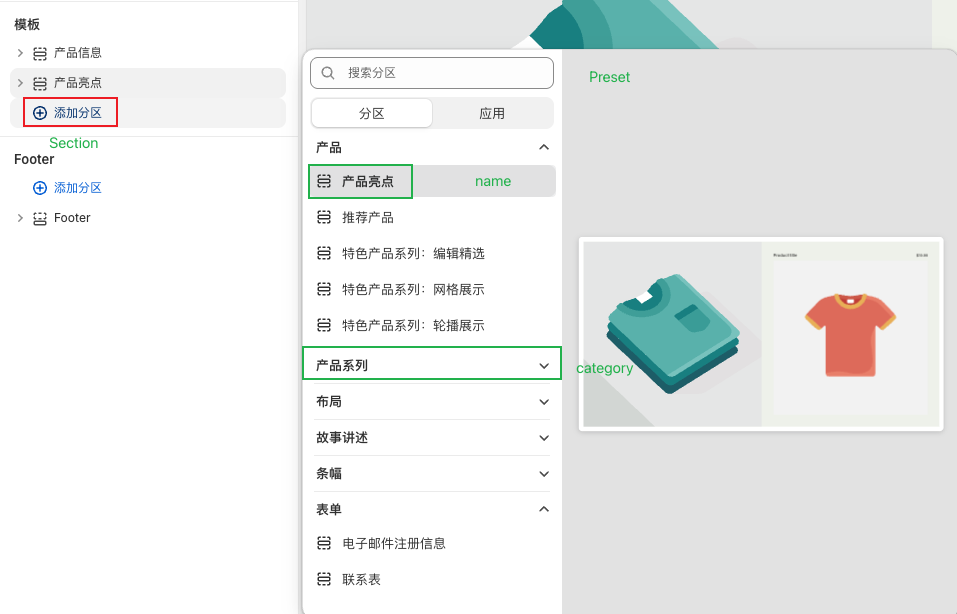 模板
产品信息
产品亮点
添加分区
Section
Footer
添加分区
Footer
搜索分区
分区
应用
产品
产品亮点
name
推荐产品
特色产品系列：编辑精选
特色产品系列：网格展示
特色产品系列：轮播展示
产品系列
category
布局
故事讲述
条幅
表单
电子邮件注册信息
联系表
Preset
Product title